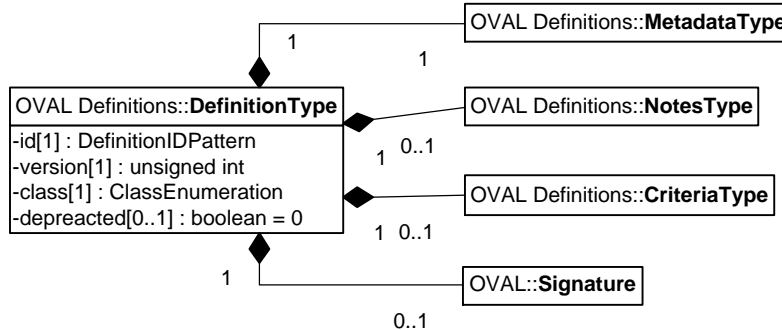 1
OVAL Definitions::MetadataType
1
OVAL Definitions::DefinitionType
-id[1] : DefinitionIDPattern
-version[1] : unsigned int
-class[1] : ClassEnumeration
-depreacted[0..1] : boolean = 0
OVAL Definitions::NotesType
1
0..1
OVAL Definitions::CriteriaType
1
0..1
1
OVAL::Signature
0..1